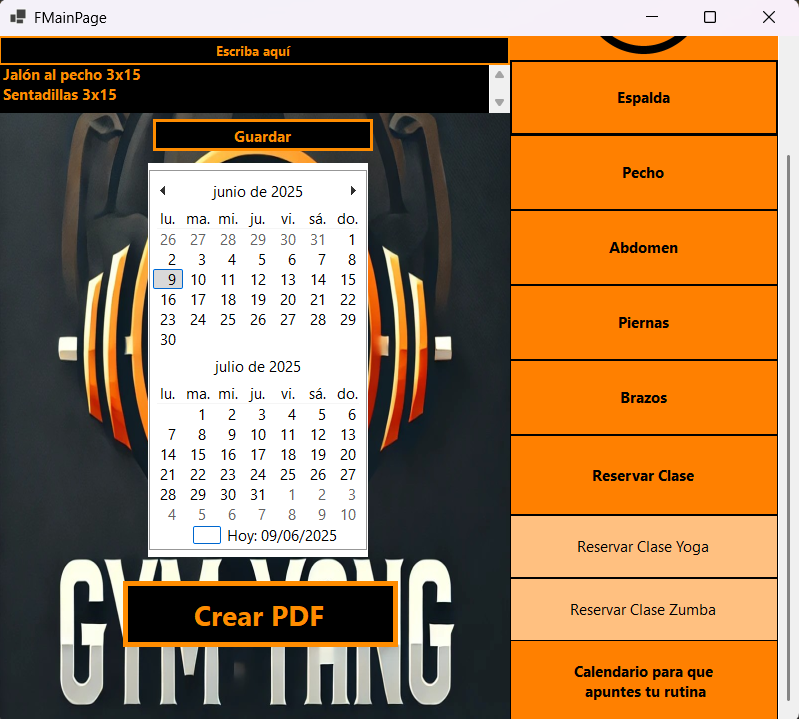 FMainPage
Escriba aquí
Jalón al pecho 3x15
Sentadillas 3x15
Guardar
junio de 2025
lu. ma. mi. ju. vi. sá. do.
26 27 28 29 30 31 1
2 3 4 5 6 7 8
9 10 11 12 13 14 15
16 17 18 19 20 21 22
23 24 25 26 27 28 29
30
julio de 2025
lu. ma. mi. ju. vi. sá. do.
1 2 3 4 5 6
7 8 9 10 11 12 13
14 15 16 17 18 19 20
21 22 23 24 25 26 27
28 29 30 31 1 2 3
4 5 6 7 8 9 10
Hoy: 09/06/2025
Crear PDF
GYM YANG
Espalda
Pecho
Abdomen
Piernas
Brazos
Reservar Clase
Reservar Clase Yoga
Reservar Clase Zumba
Calendario para que
apuntes tu rutina